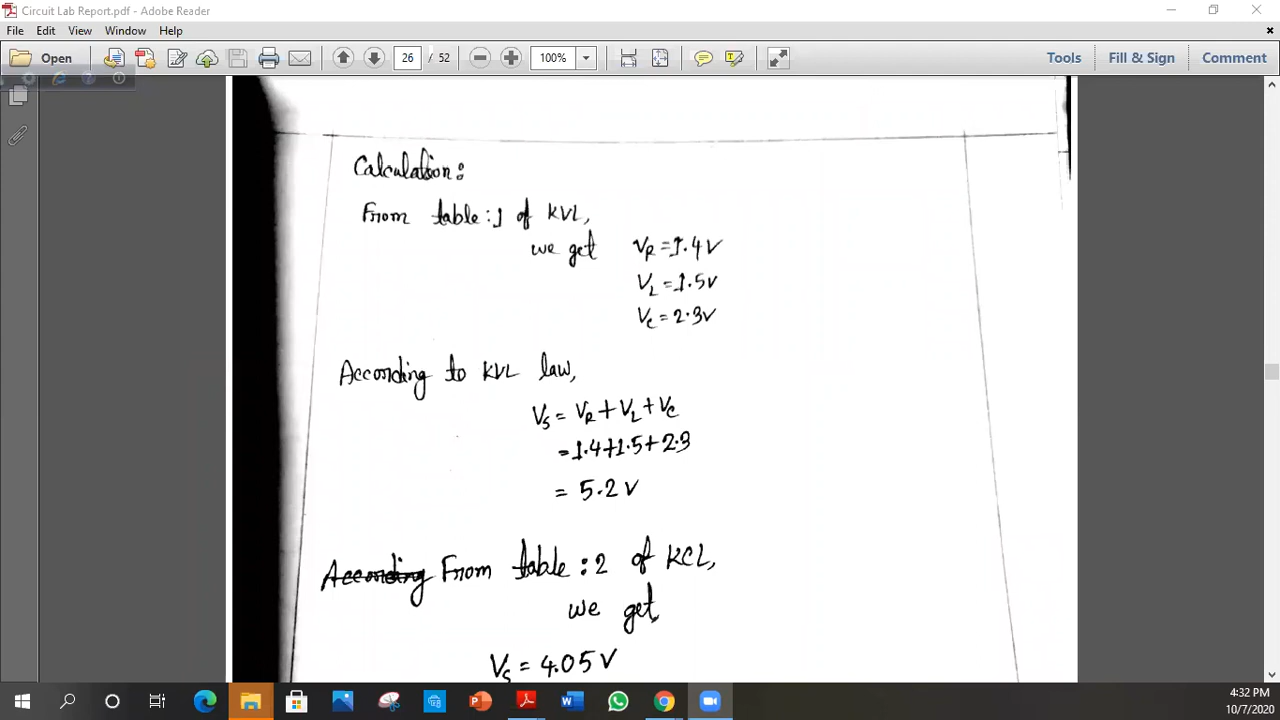 Circuit Lab Report.pdf - Adobe Reader
File Edit View Window Help
Open 26 / 52 100% Tools Fill & Sign Comment
Calculation:
From table:1 of KVL,
we get VR = 1.4V
VL = 1.5V
VC = 2.3V
According to KVL law,
VS = VR + VL + VC
= 1.4+1.5+2.3
= 5.2 V
According From table:2 of KCL,
we get,
VS = 4.05 V
4:32 PM
10/7/2020